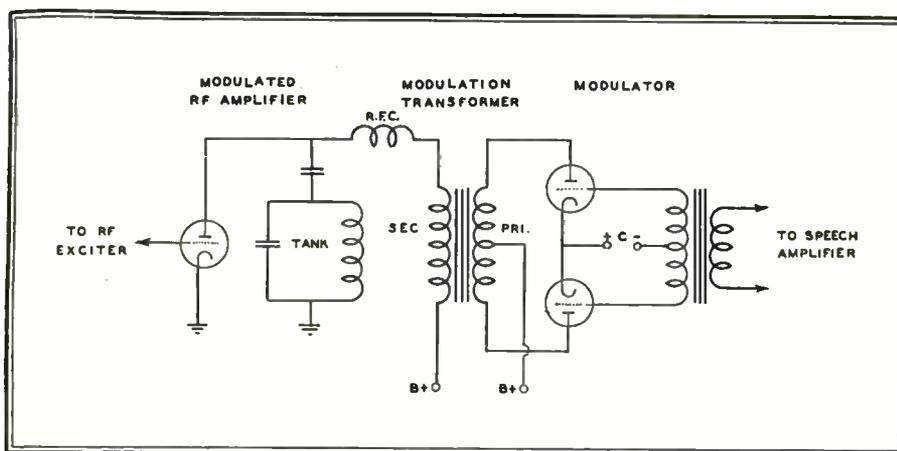 MODULATED
RF AMPLIFIER
MODULATION
TRANSFORMER
MODULATOR
R.F.C.
TO RF
EXCITER
TANK
SEC
PRI.
+ C -
TO SPEECH
AMPLIFIER
B+
B+